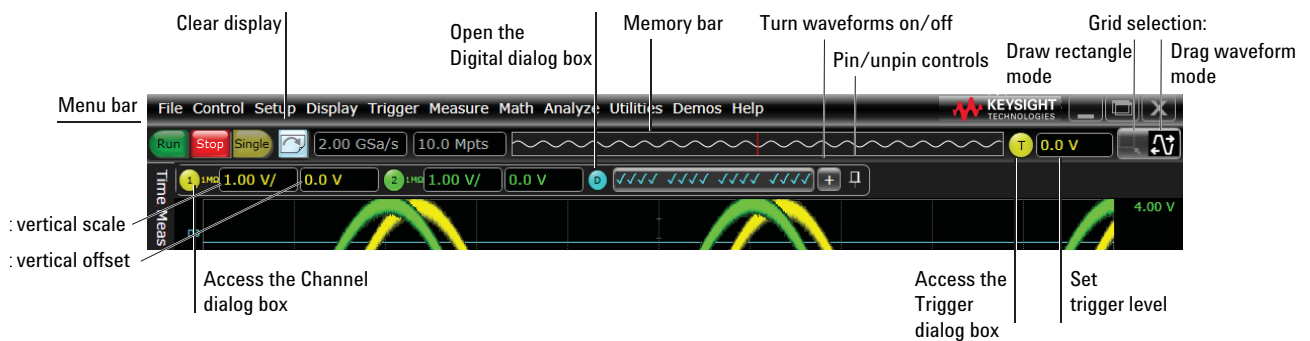 Clear display
Open the
Digital dialog box
Memory bar
Turn waveforms on/off
Pin/unpin controls
Grid selection:
Draw rectangle
mode
Drag waveform
mode
Menu bar
File Control Setup Display Trigger Measure Math Analyze Utilities Demos Help
KEYSIGHT
TECHNOLOGIES
Run Stop Single 2.00 GSa/s 10.0 Mpts T 0.0 V
1 1MΩ 1.00 V/ 0.0 V 2 1MΩ 1.00 V/ 0.0 V D +
Time Meas
4.00 V
: vertical scale
: vertical offset
Access the Channel
dialog box
Access the
Trigger
dialog box
Set
trigger level